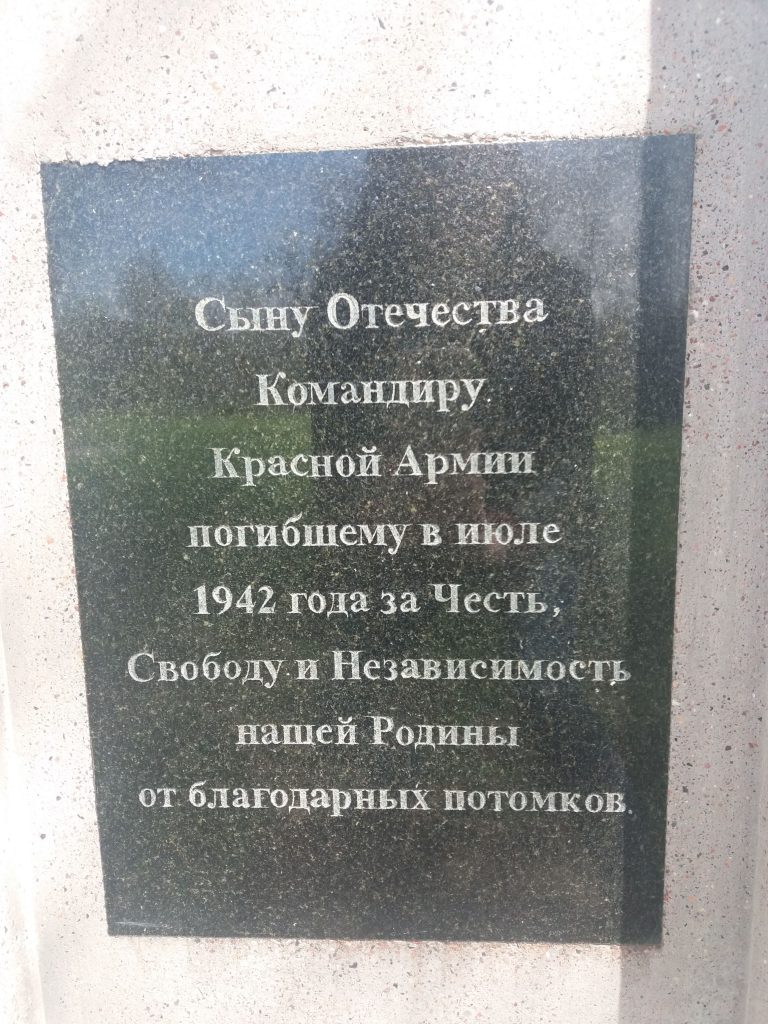 Сыну Отечества
Командиру
Красной Армии
погибшему в июле
1942 года за Честь,
Свободу и Независимость
нашей Родины
от благодарных потомков.